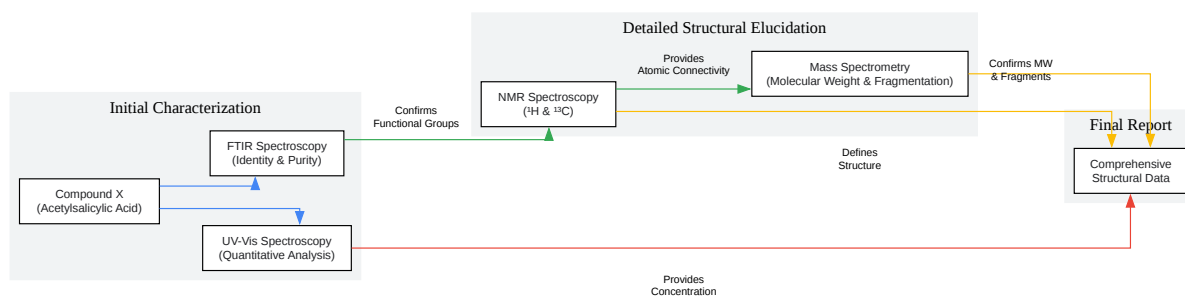 Detailed Structural Elucidation
Provides
Atomic Connectivity
Mass Spectrometry
(Molecular Weight & Fragmentation)
Confirms MW
& Fragments
NMR Spectroscopy
(¹H & ¹³C)
Initial Characterization
Confirms
Functional Groups
Final Report
FTIR Spectroscopy
(Identity & Purity)
Defines
Structure
Comprehensive
Structural Data
Compound X
(Acetylsalicylic Acid)
UV-Vis Spectroscopy
(Quantitative Analysis)
Provides
Concentration